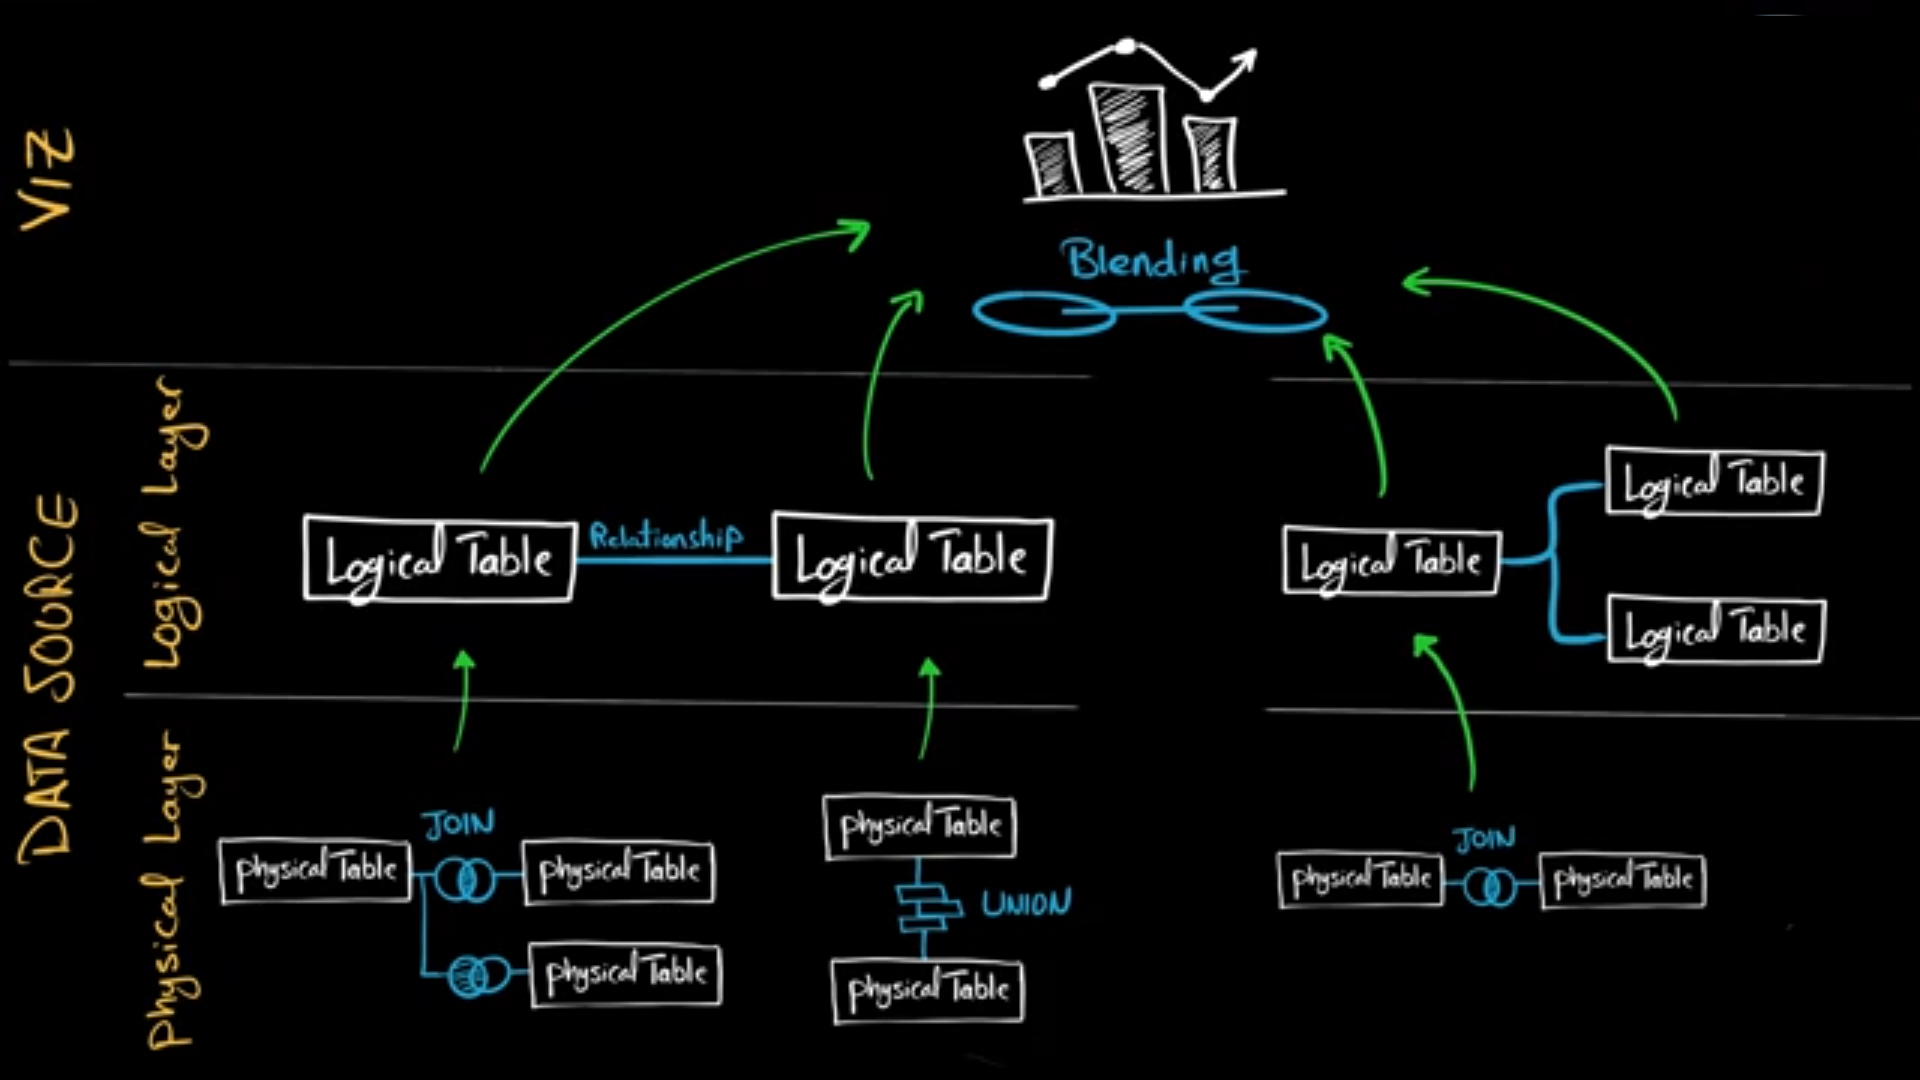 VIZ
Blending
DATA SOURCE
Logical Layer
Logical Table
Relationship
Logical Table
Logical Table
Logical Table
Logical Table
Physical Layer
JOIN
physical Table
physical Table
physical Table
physical Table
UNION
physical Table
JOIN
physical Table
physical Table